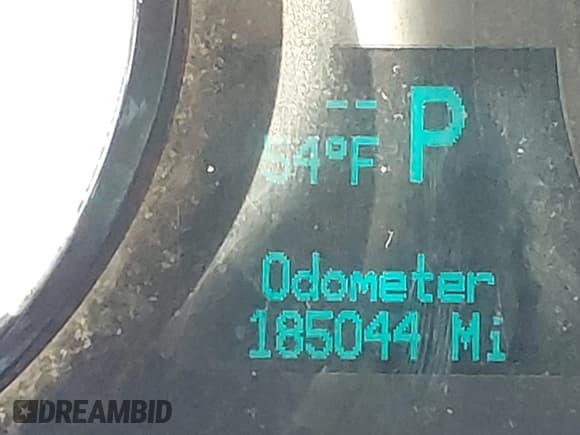 --
54°F P
Odometer
185044 Mi
DREAMBID